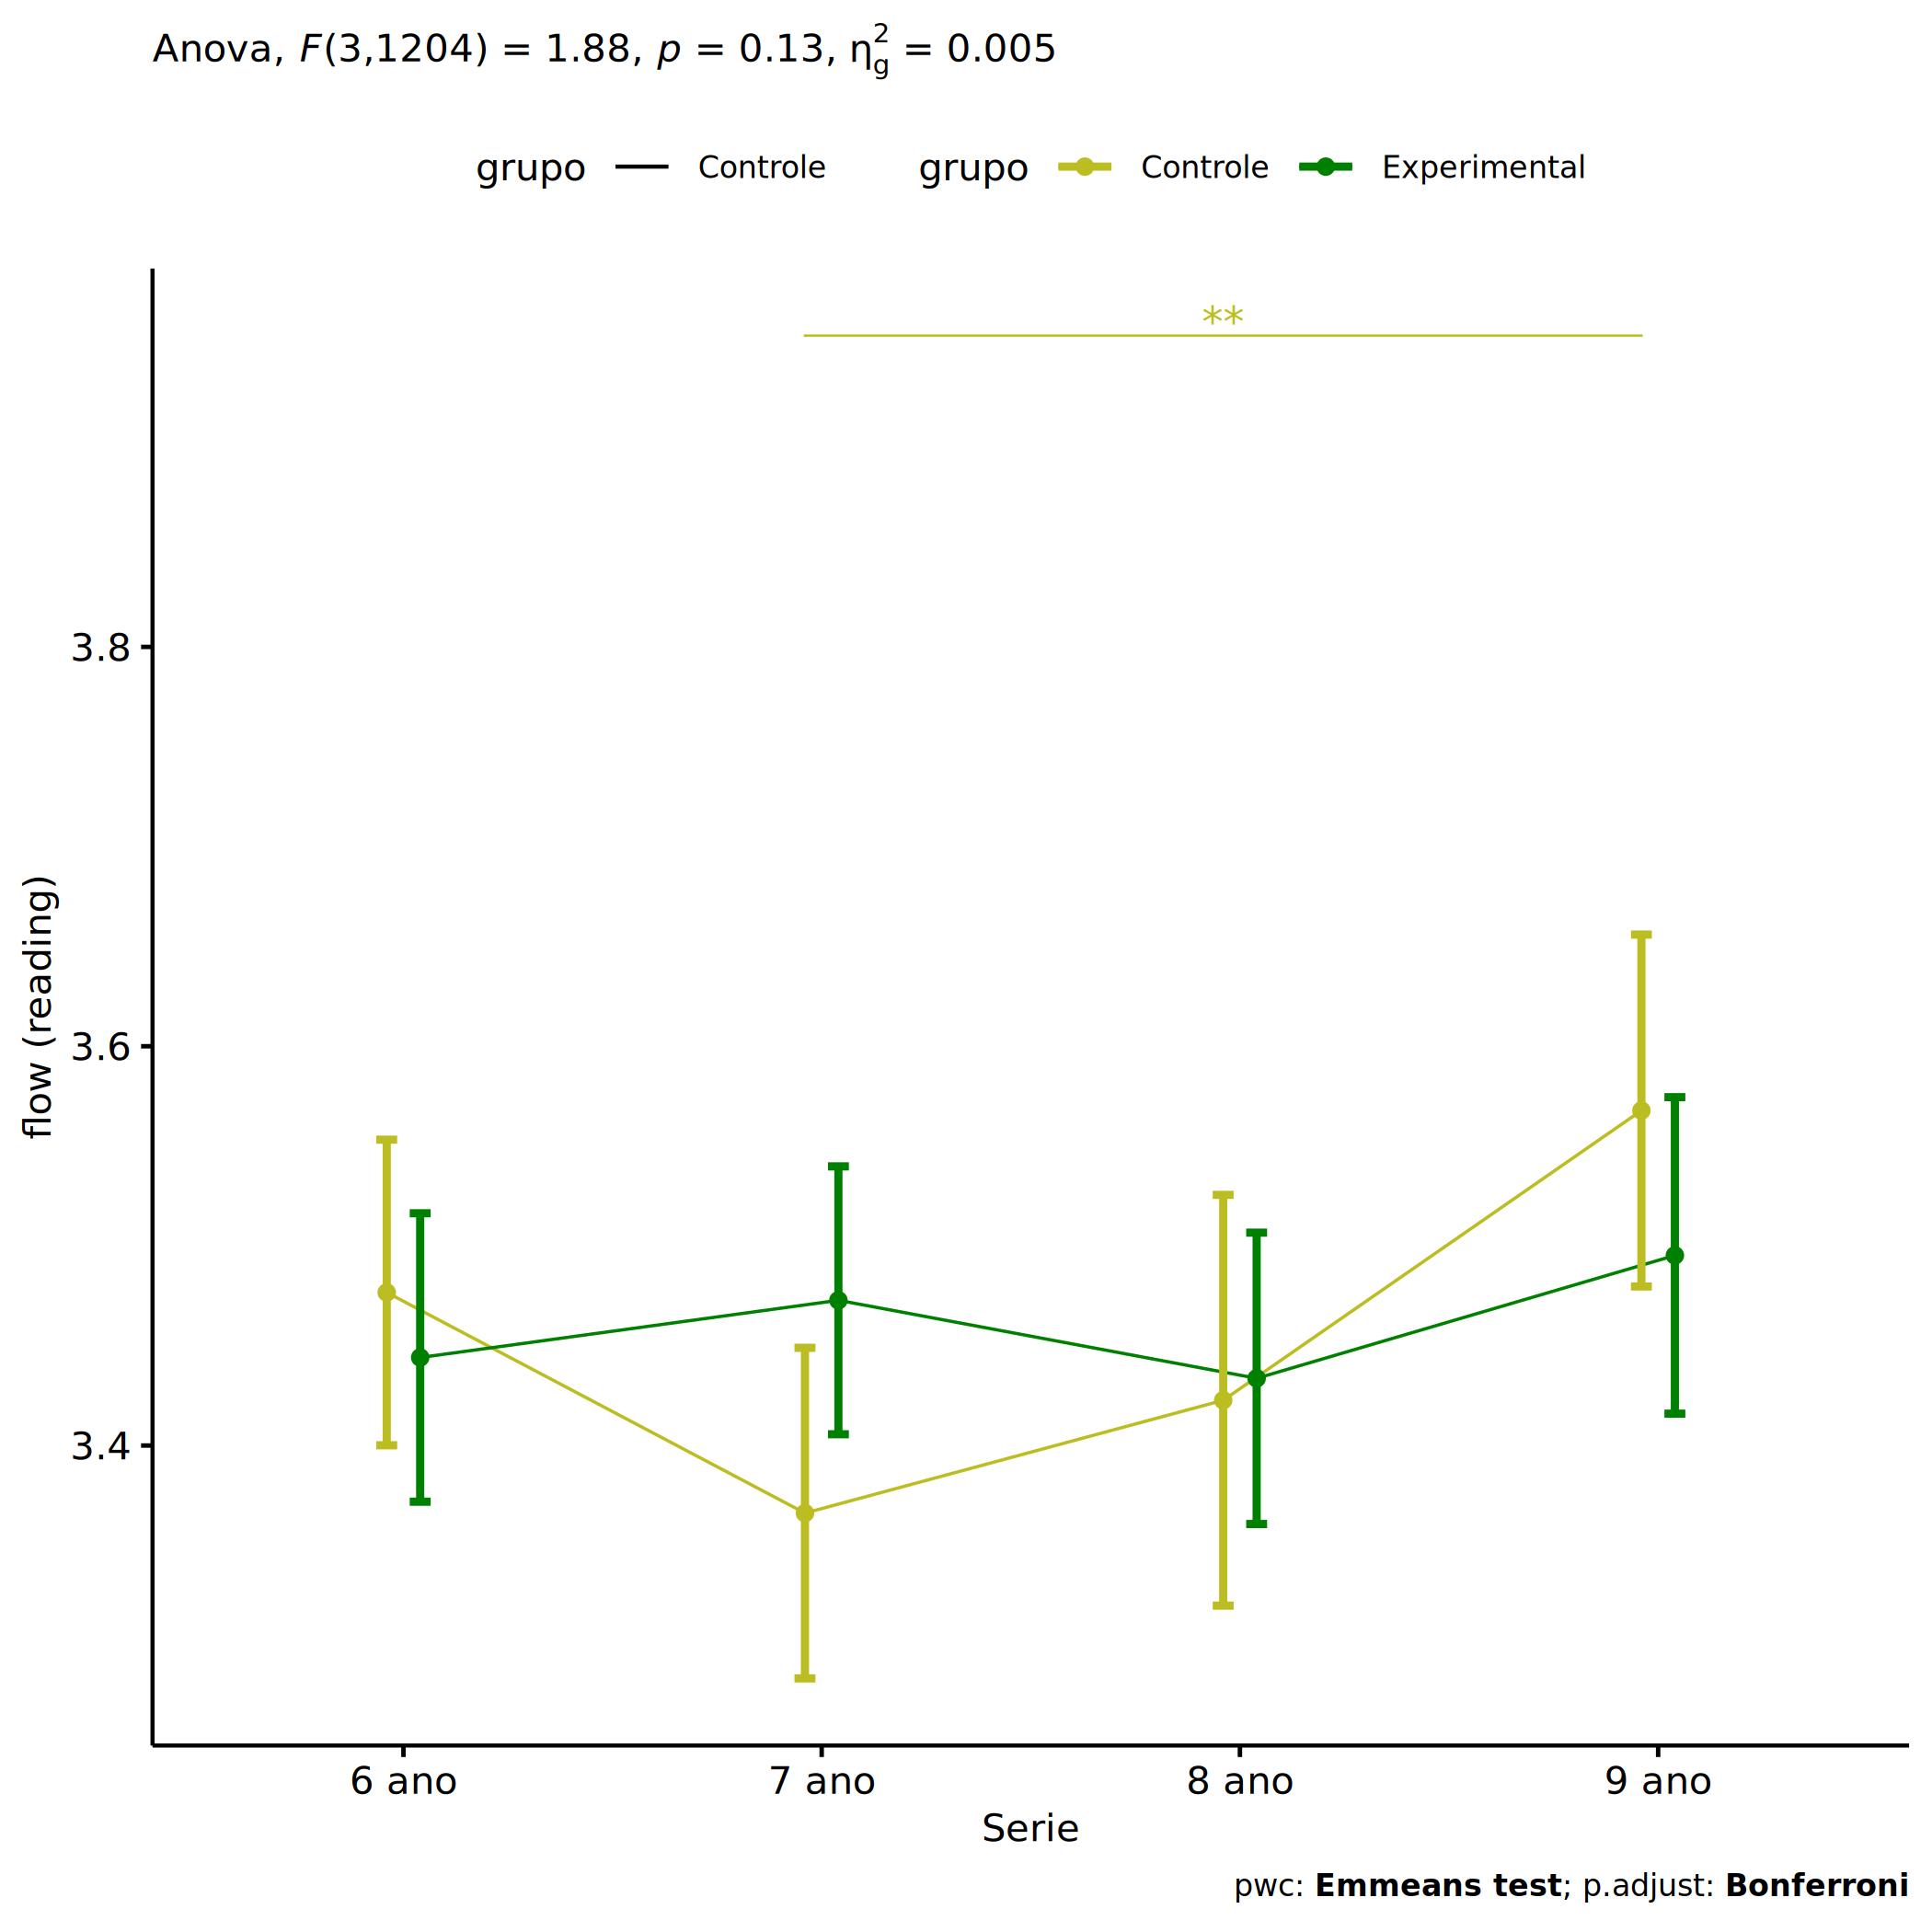 Anova, F(3,1204) = 1.88, p = 0.13, η²g = 0.005
grupo Controle grupo Controle Experimental
**
3.8
3.6
3.4
flow (reading)
6 ano 7 ano 8 ano 9 ano
Serie
pwc: Emmeans test; p.adjust: Bonferroni